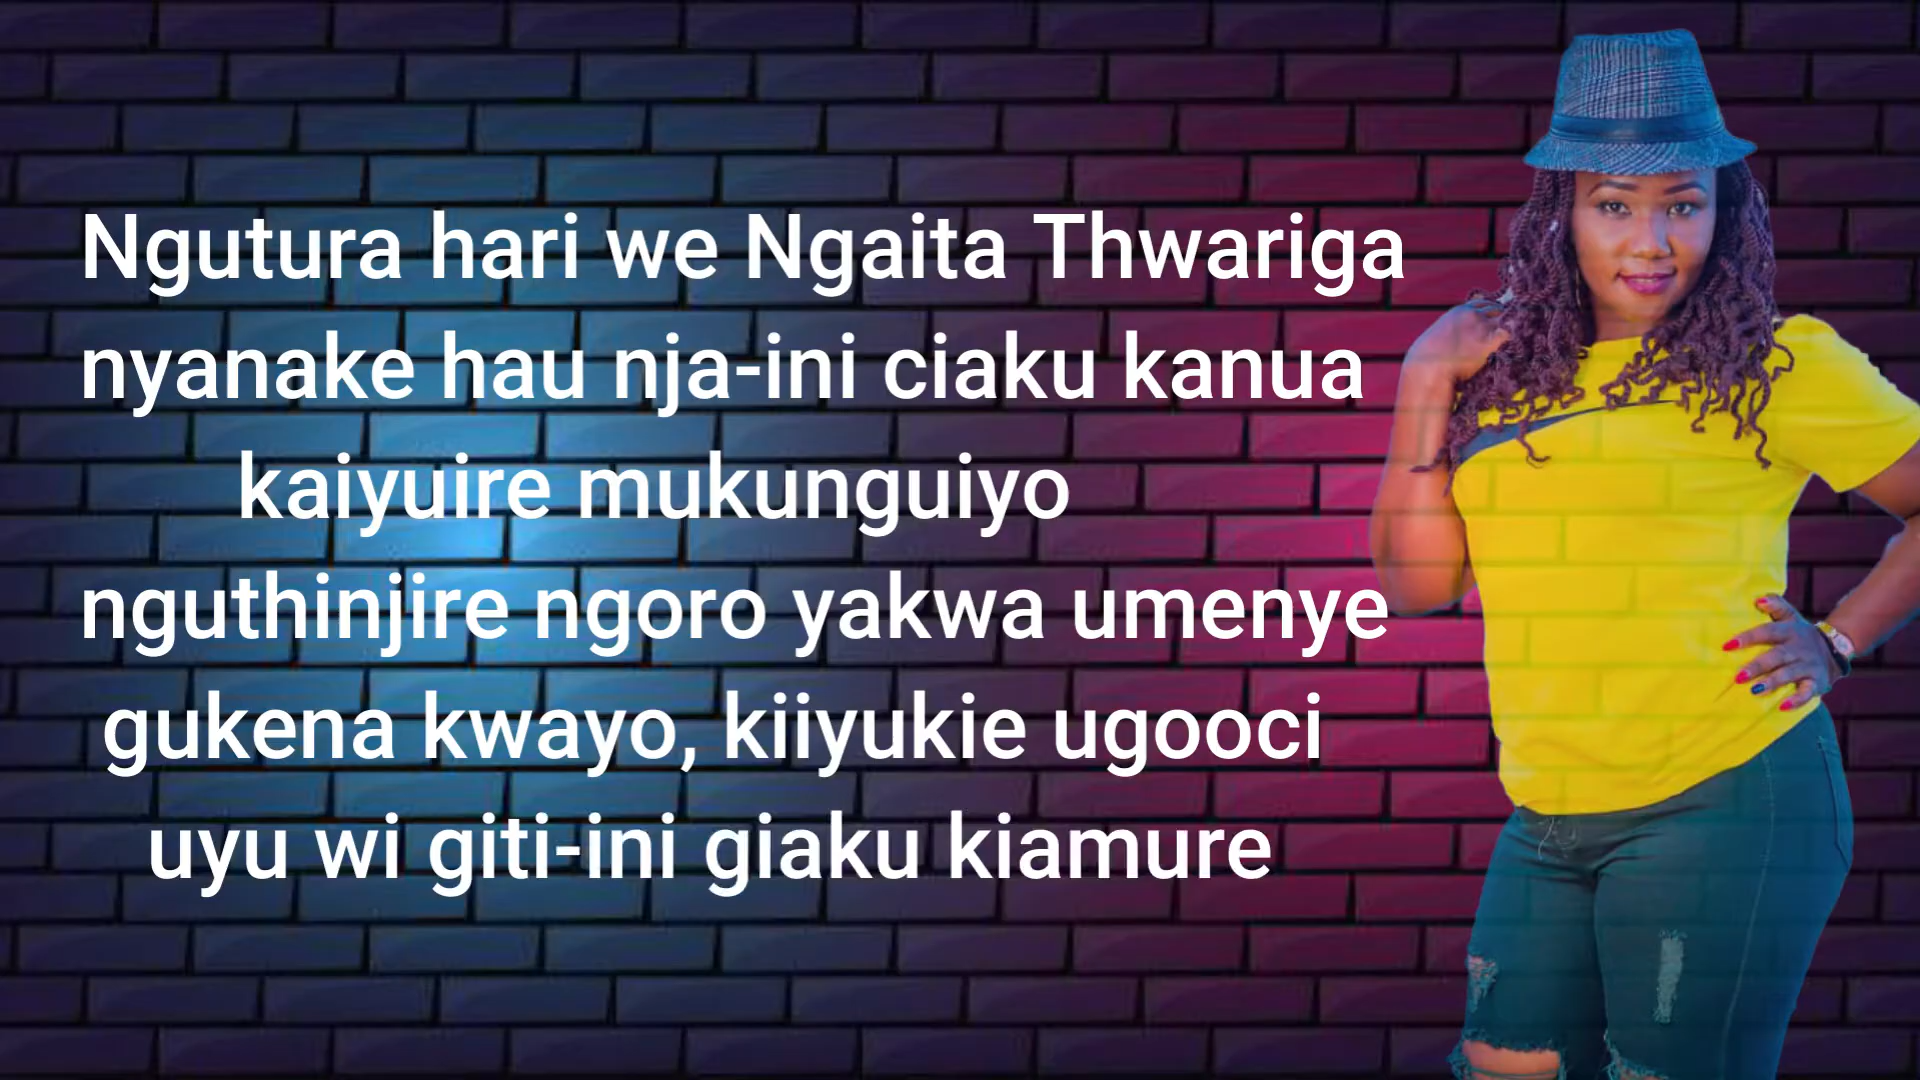 Ngutura hari we Ngaita Thwariga
nyanake hau nja-ini ciaku kanua
kaiyuire mukunguiyo
nguthinjire ngoro yakwa umenye
gukena kwayo, kiiyukie ugooci
uyu wi giti-ini giaku kiamure